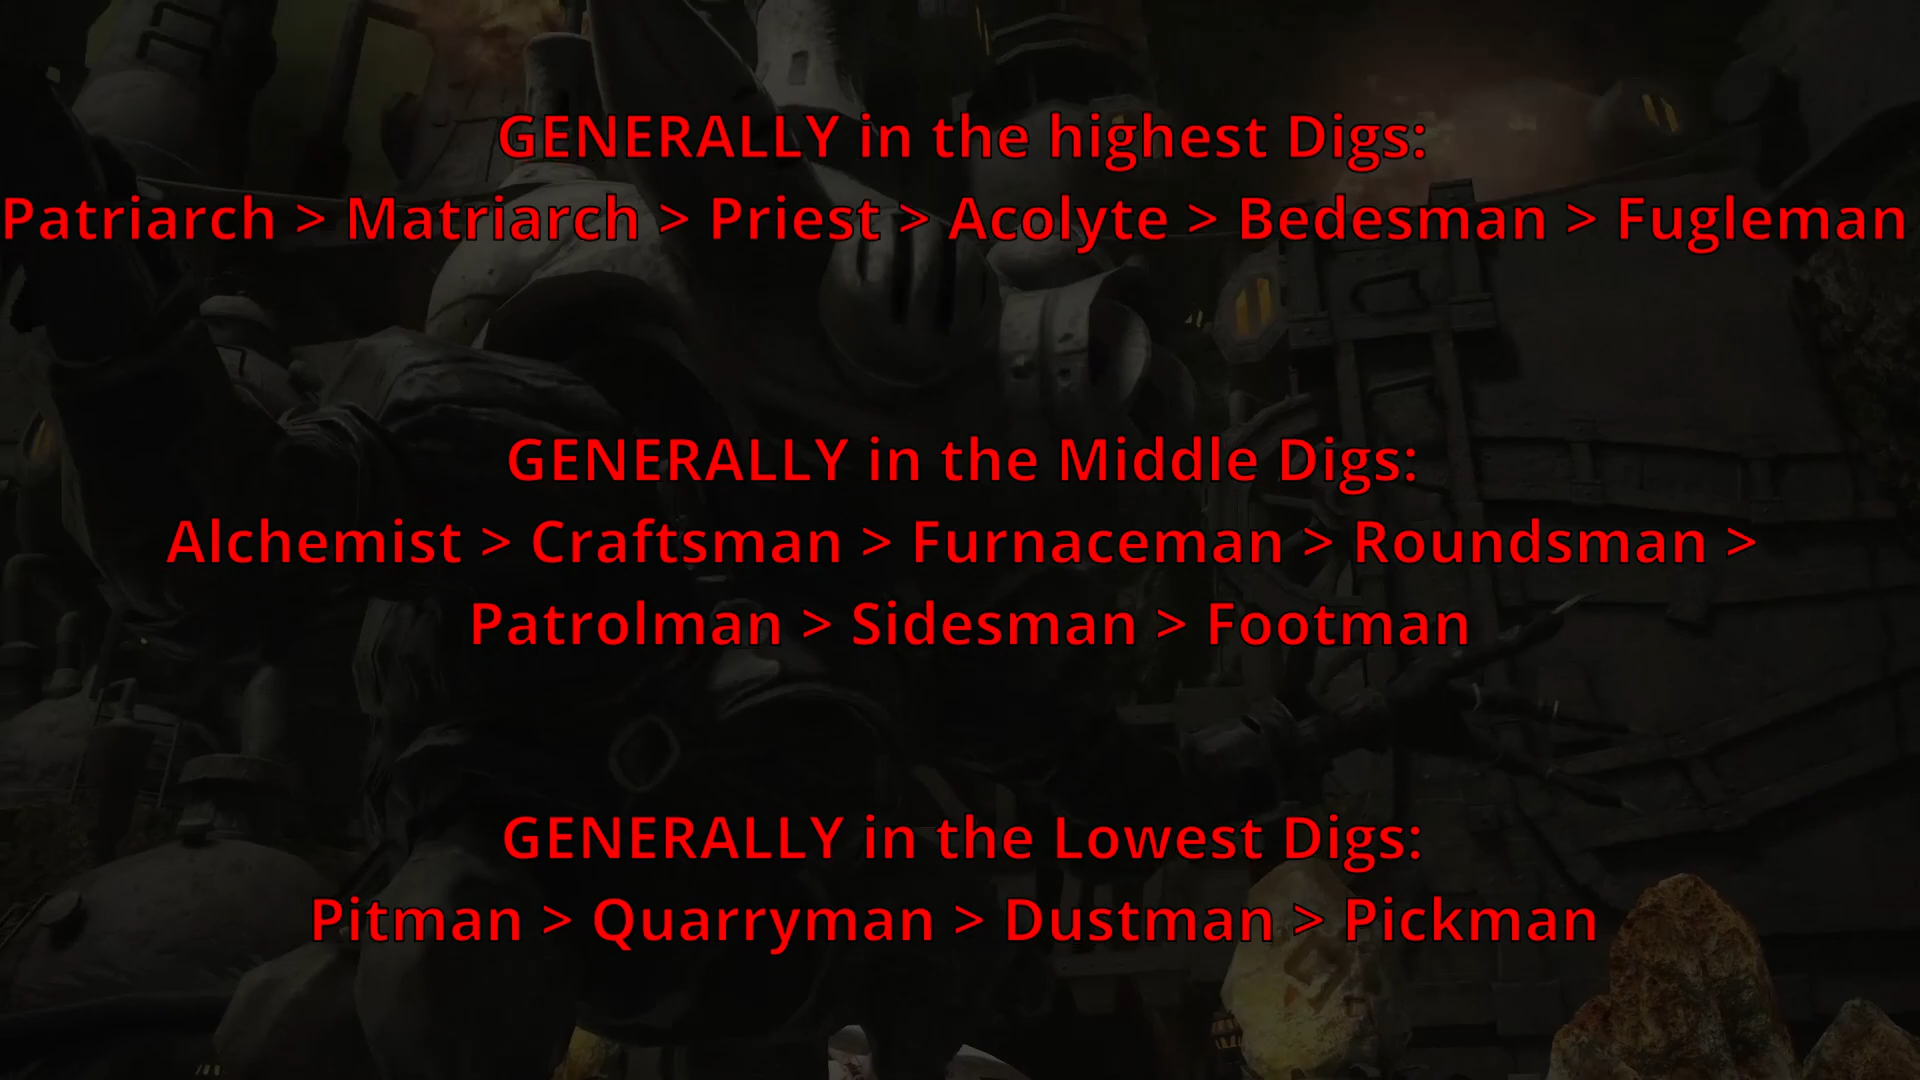 GENERALLY in the highest Digs:
Patriarch > Matriarch > Priest > Acolyte > Bedesman > Fugleman
GENERALLY in the Middle Digs:
Alchemist > Craftsman > Furnaceman > Roundsman >
Patrolman > Sidesman > Footman
GENERALLY in the Lowest Digs:
Pitman > Quarryman > Dustman > Pickman